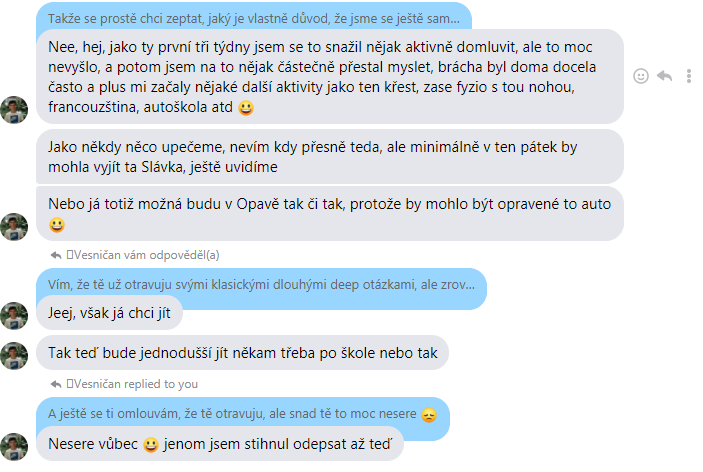 Takže se prostě chci zeptat, jaký je vlastně důvod, že jsme se ještě sam...
Nee, hej, jako ty první tři týdny jsem se to snažil nějak aktivně domluvit, ale to moc
nevyšlo, a potom jsem na to nějak částečně přestal myslet, brácha byl doma docela
často a plus mi začaly nějaké další aktivity jako ten křest, zase fyzio s tou nohou,
francouzština, autoškola atd 😀
Jako někdy něco upečeme, nevím kdy přesně teda, ale minimálně v ten pátek by
mohla vyjít ta Slávka, ještě uvidíme
Nebo já totiž možná budu v Opavě tak či tak, protože by mohlo být opravené to auto
😀
Vesničan vám odpověděl(a)
Vím, že tě už otravuju svými klasickými dlouhými deep otázkami, ale zrov...
Jeej, však já chci jít
Tak teď bude jednodušší jít někam třeba po škole nebo tak
Vesničan replied to you
A ještě se ti omlouvám, že tě otravuju, ale snad tě to moc nesere 😞
Nesere vůbec 😀 jenom jsem stihnul odepsat až teď